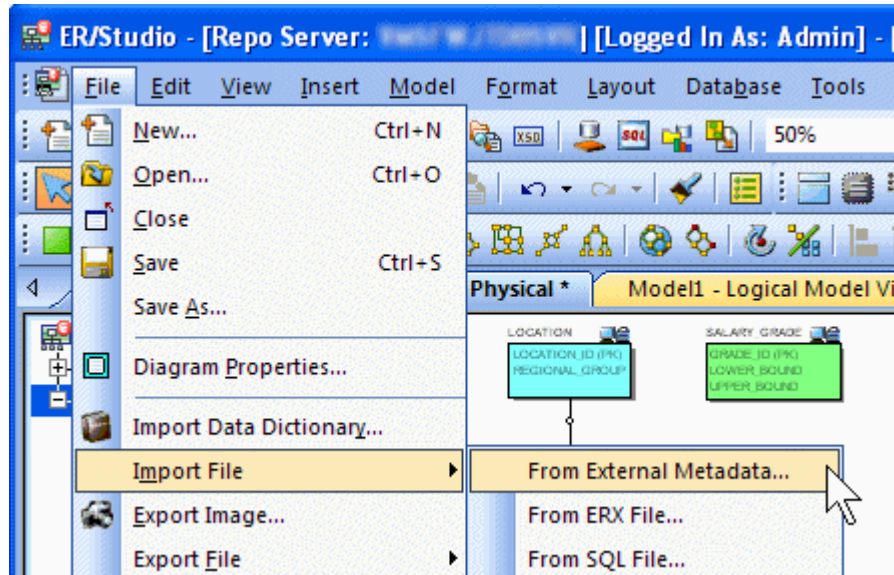 ER/Studio - [Repo Server: ] [Logged In As: Admin] - [
File Edit View Insert Model Format Layout Database Tools
New... Ctrl+N
XSD SQL 50%
Open... Ctrl+O
Close
Save Ctrl+S
Physical * Model1 - Logical Model Vi
Save As...
LOCATION SALARY GRADE
LOCATION_ID (PK) GRADE_ID (PK)
REGIONAL_GROUP LOWER_BOUND
UPPER_BOUND
Diagram Properties...
Import Data Dictionary...
Import File From External Metadata...
Export Image... From ERX File...
Export File From SQL File...